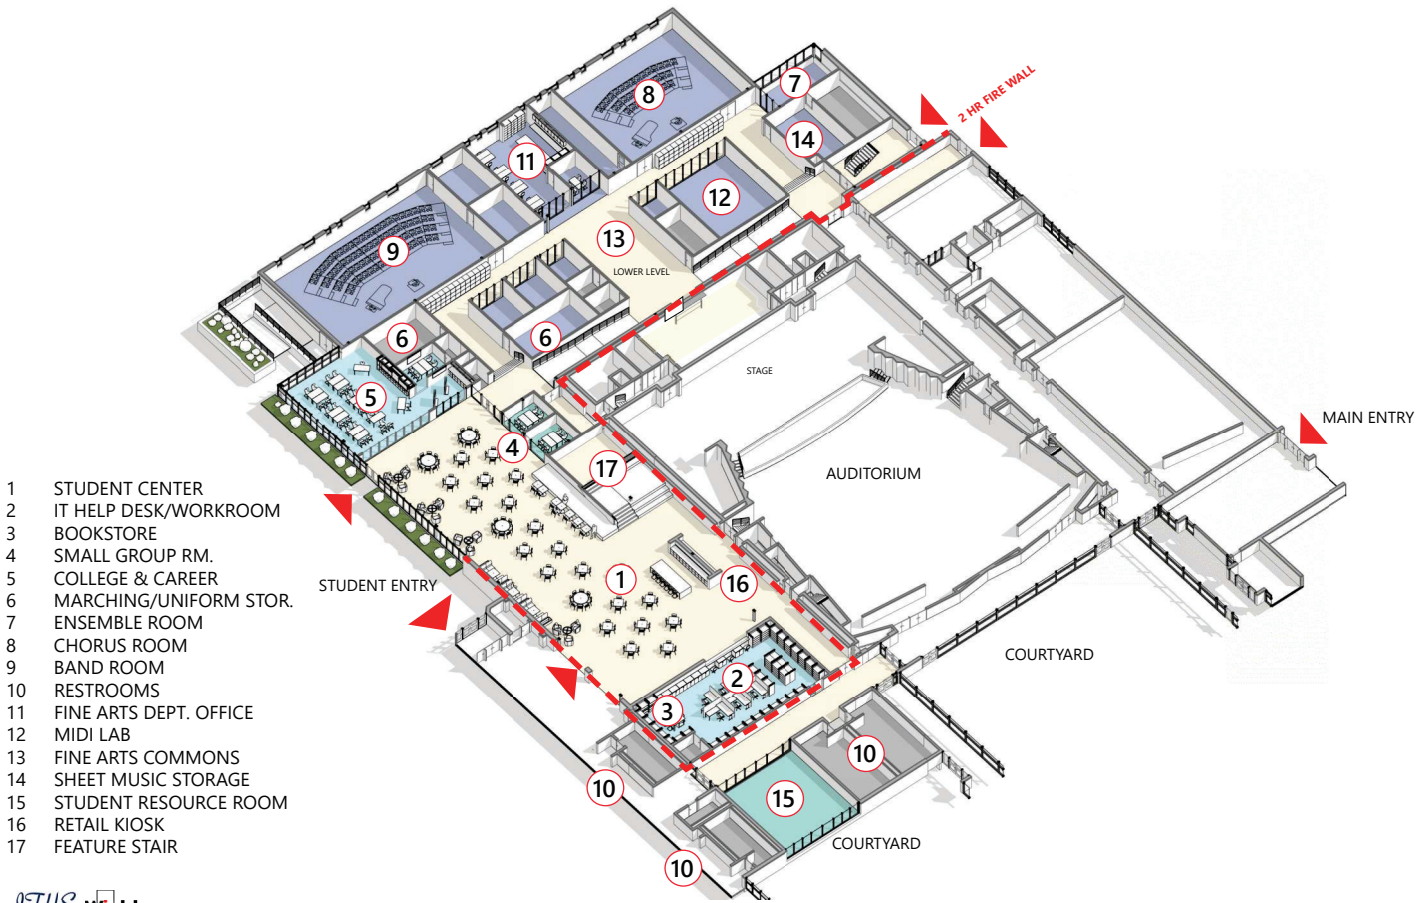 2 HR FIRE WALL
7
8
14
11
12
13
9
LOWER LEVEL
6
6
STAGE
5
MAIN ENTRY
4
17
AUDITORIUM
1 STUDENT CENTER
2 IT HELP DESK/WORKROOM
3 BOOKSTORE
4 SMALL GROUP RM.
5 COLLEGE & CAREER
6 MARCHING/UNIFORM STOR.
7 ENSEMBLE ROOM
8 CHORUS ROOM
9 BAND ROOM
10 RESTROOMS
11 FINE ARTS DEPT. OFFICE
12 MIDI LAB
13 FINE ARTS COMMONS
14 SHEET MUSIC STORAGE
15 STUDENT RESOURCE ROOM
16 RETAIL KIOSK
17 FEATURE STAIR
STUDENT ENTRY
1
16
COURTYARD
2
3
10
10
15
COURTYARD
10